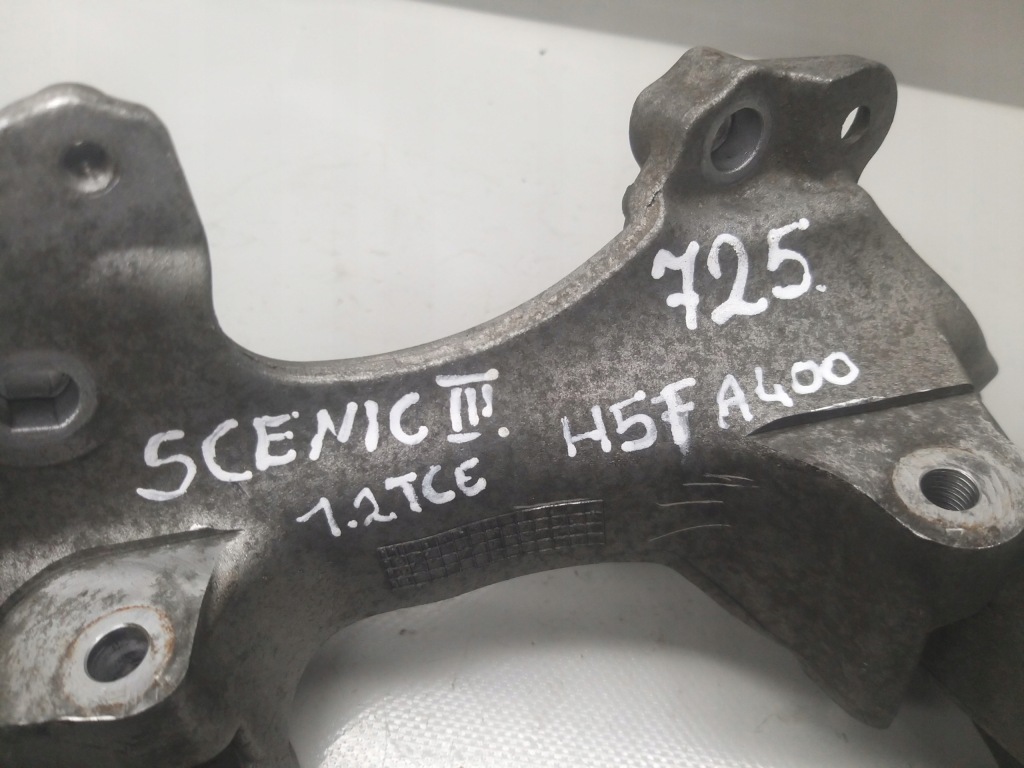 725.
SCENIC III.
H5F A400
1.2TCE